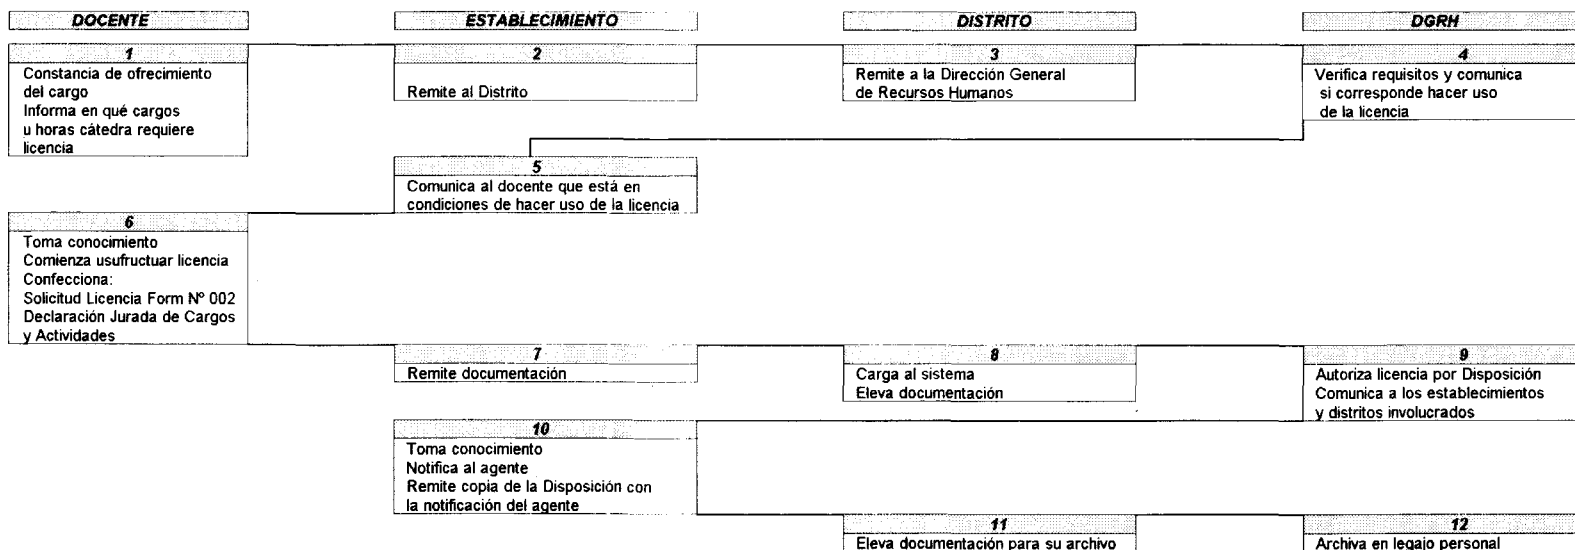 DOCENTE
ESTABLECIMIENTO
DISTRITO
DGRH
1
Constancia de ofrecimiento
del cargo
Informa en qué cargos
u horas cátedra requiere
licencia
2
Remite al Distrito
3
Remite a la Dirección General
de Recursos Humanos
4
Verifica requisitos y comunica
si corresponde hacer uso
de la licencia
5
Comunica al docente que está en
condiciones de hacer uso de la licencia
6
Toma conocimiento
Comienza usufructuar licencia
Confecciona:
Solicitud Licencia Form Nº 002
Declaración Jurada de Cargos
y Actividades
7
Remite documentación
8
Carga al sistema
Eleva documentación
9
Autoriza licencia por Disposición
Comunica a los establecimientos
y distritos involucrados
10
Toma conocimiento
Notifica al agente
Remite copia de la Disposición con
la notificación del agente
11
Eleva documentación para su archivo
12
Archiva en legajo personal